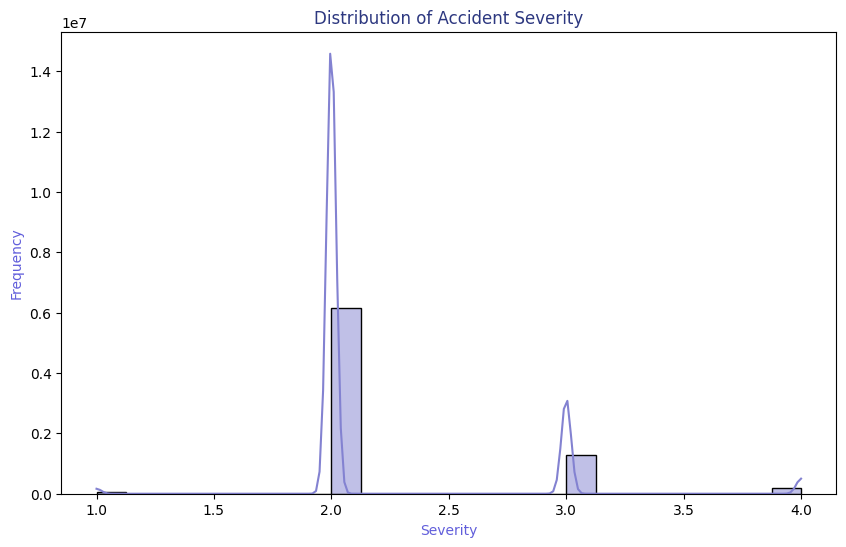 Distribution of Accident Severity
1e7
1.4
1.2
1.0
0.8
0.6
0.4
0.2
0.0
Frequency
1.0 1.5 2.0 2.5 3.0 3.5 4.0
Severity